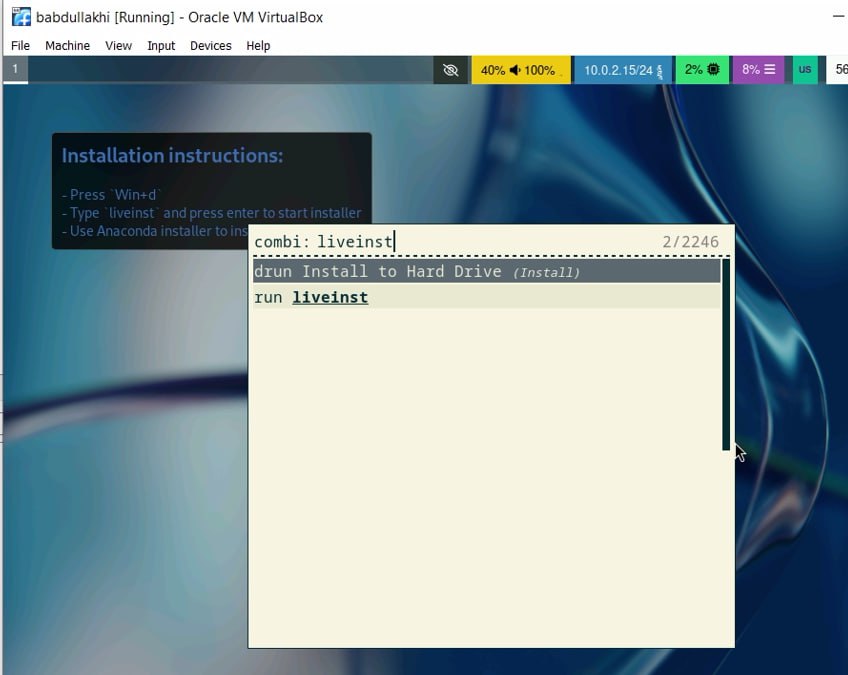 babdullakhi [Running] - Oracle VM VirtualBox
File Machine View Input Devices Help
1 40% 100% 10.0.2.15/24 2% 8% us 56
Installation instructions:
- Press `Win+d`
- Type `liveinst` and press enter to start installer
- Use Anaconda installer to ins
combi: liveinst 2/2246
drun Install to Hard Drive (Install)
run liveinst